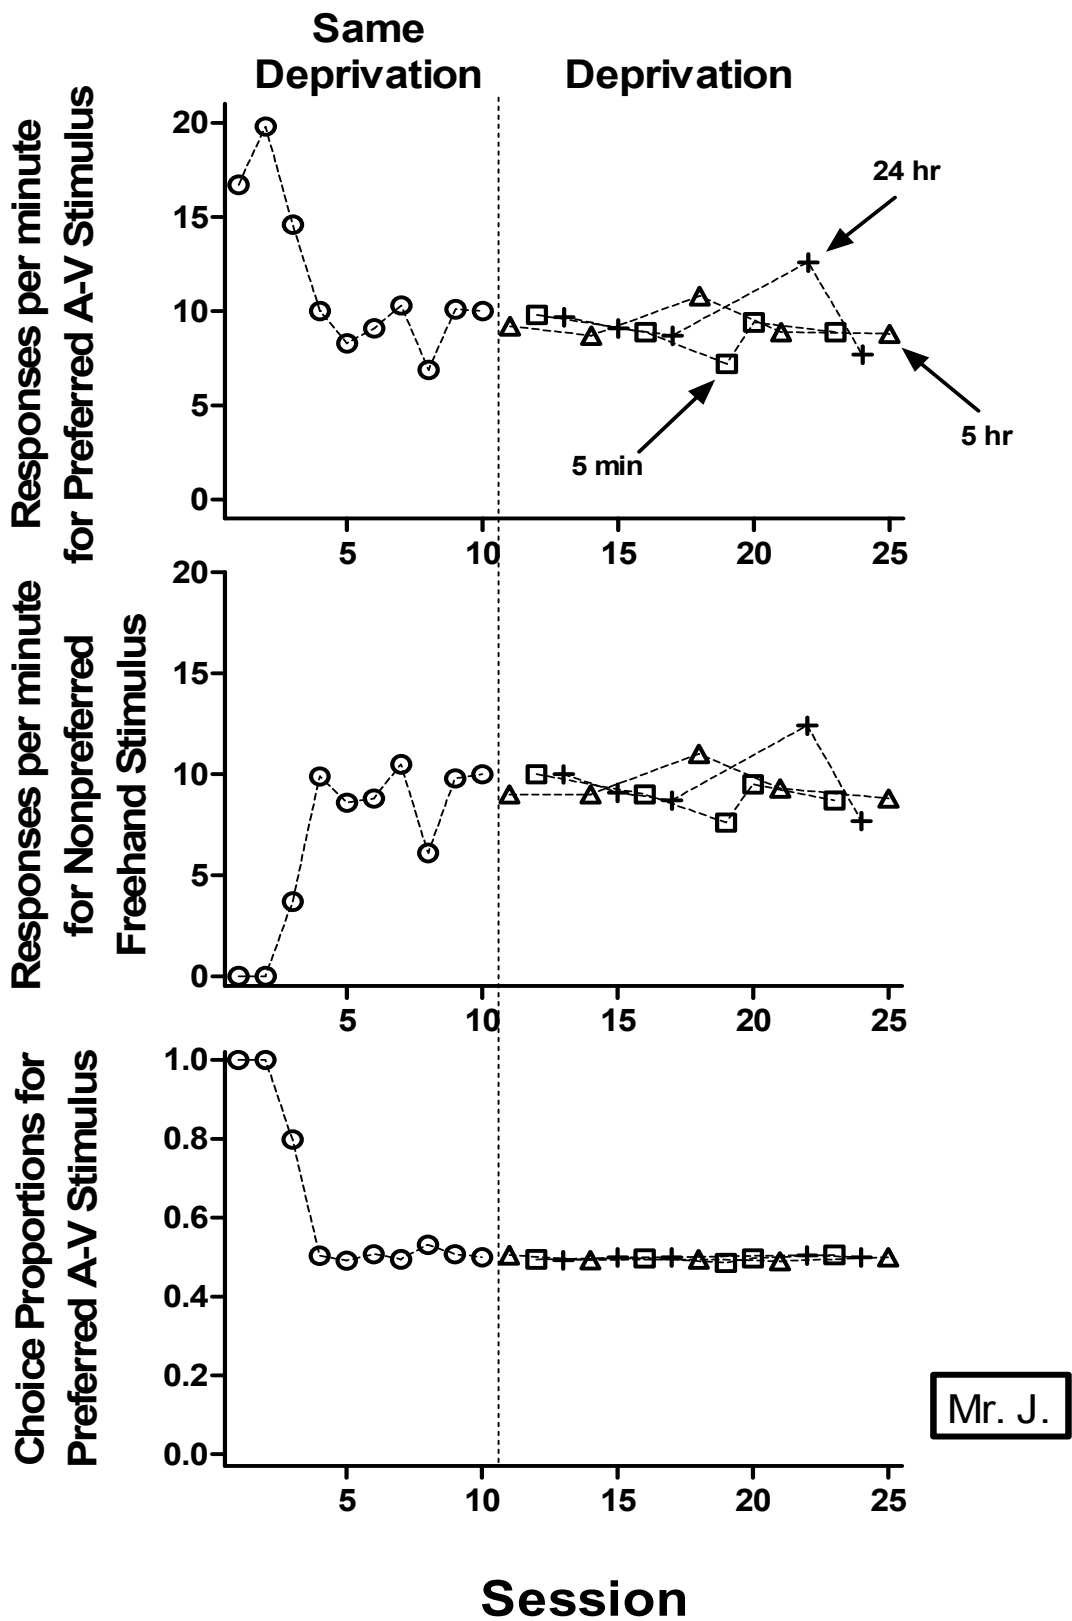 Same
Deprivation
Deprivation
Responses per minute
for Preferred A-V Stimulus
20
15
10
5
0
24 hr
5 min
5 hr
5
10
15
20
25
Responses per minute
for Nonpreferred
Freehand Stimulus
20
15
10
5
0
5
10
15
20
25
Choice Proportions for
Preferred A-V Stimulus
1.0
0.8
0.6
0.4
0.2
0.0
Mr. J.
5
10
15
20
25
Session